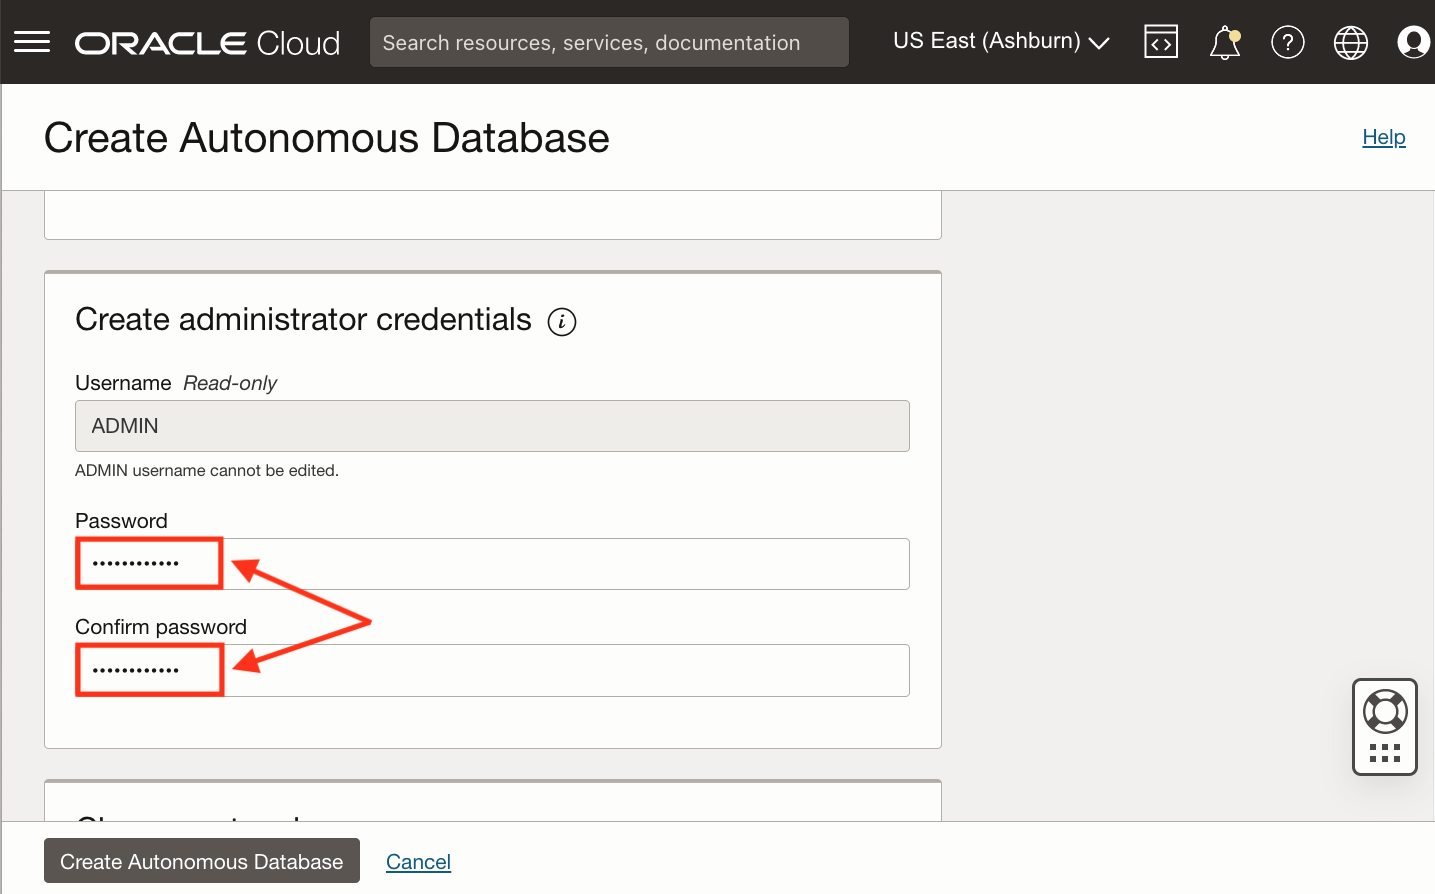 ORACLE Cloud
Search resources, services, documentation
US East (Ashburn)
Create Autonomous Database
Help
Create administrator credentials
Username Read-only
ADMIN
ADMIN username cannot be edited.
Password
••••••••••••
Confirm password
••••••••••••
Create Autonomous Database
Cancel